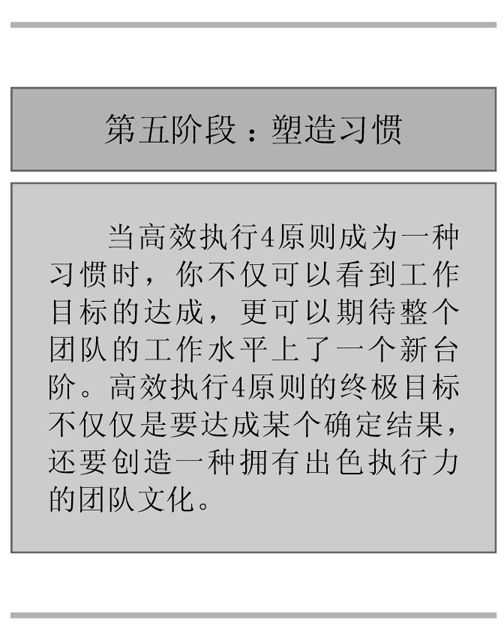 第五阶段：塑造习惯
当高效执行4原则成为一种
习惯时，你不仅可以看到工作
目标的达成，更可以期待整个
团队的工作水平上了一个新台
阶。高效执行4原则的终极目标
不仅仅是要达成某个确定结果，
还要创造一种拥有出色执行力
的团队文化。